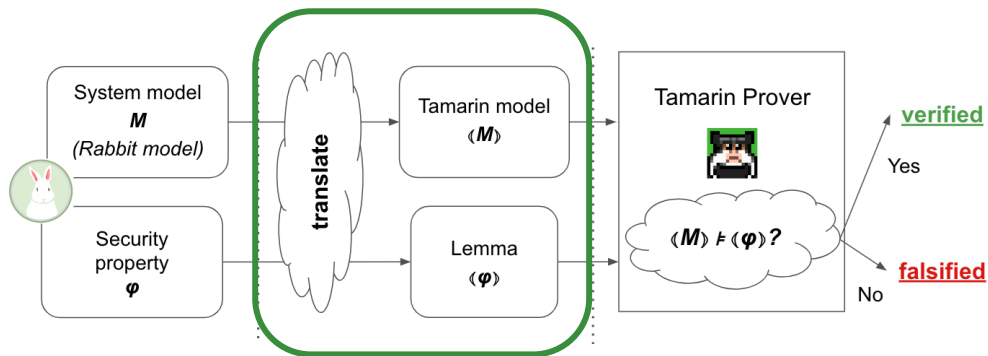 System model
M
(Rabbit model)
Security
property
φ
translate
Tamarin model
⦅M⦆
Lemma
⦅φ⦆
Tamarin Prover
⦅M⦆ ⊧ ⦅φ⦆?
verified
Yes
No
falsified